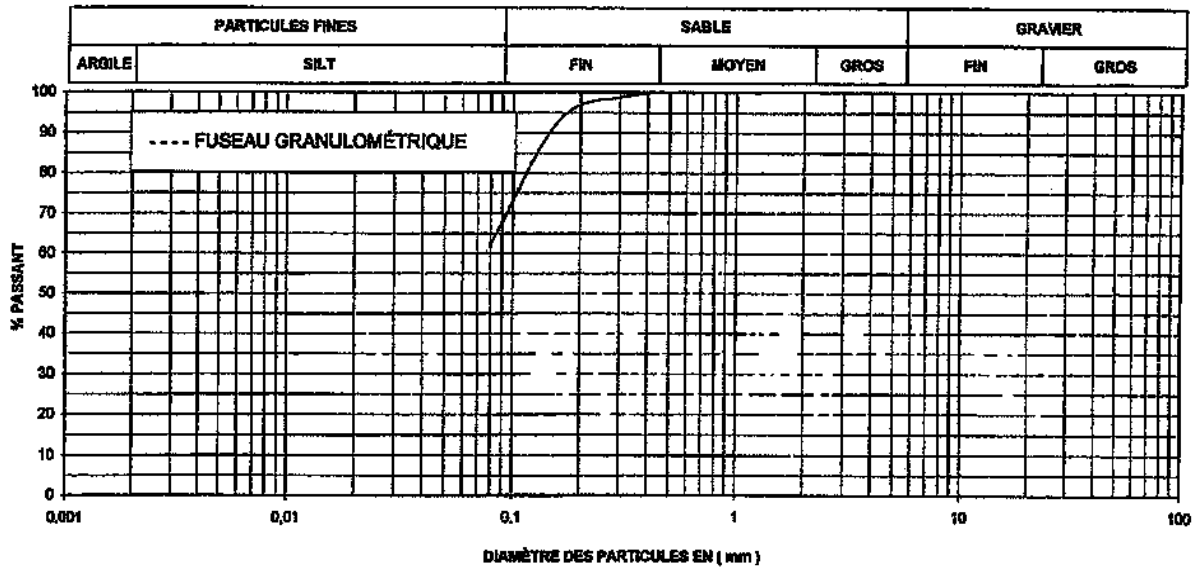 PARTICULES FINES SABLE GRAVIER
ARGILE SILT FIN MOYEN GROS FIN GROS
100
90
80
70
60
50
40
30
20
10
0
% PASSANT
---- FUSEAU GRANULOMÉTRIQUE
0,001 0,01 0.1 1 10 100
DIAMÈTRE DES PARTICULES EN ( mm )